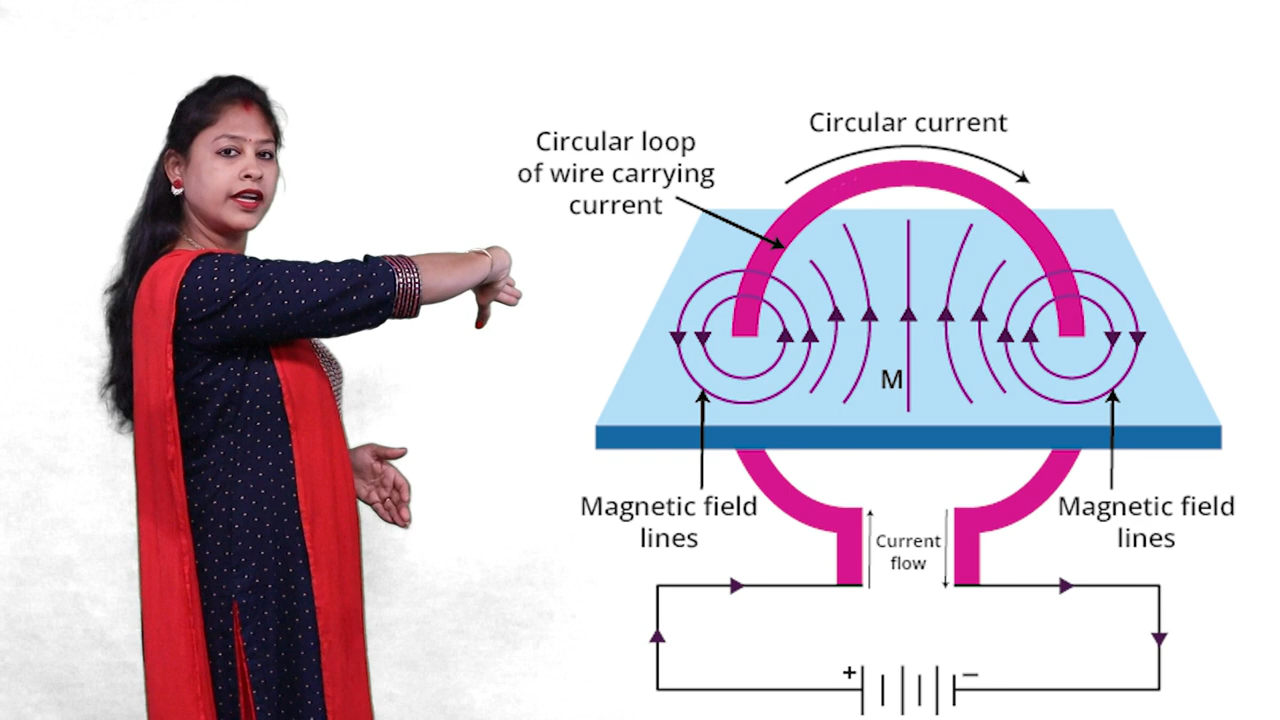 Circular current
Circular loop
of wire carrying
current
M
Magnetic field
lines
Magnetic field
lines
Current
flow
+
−